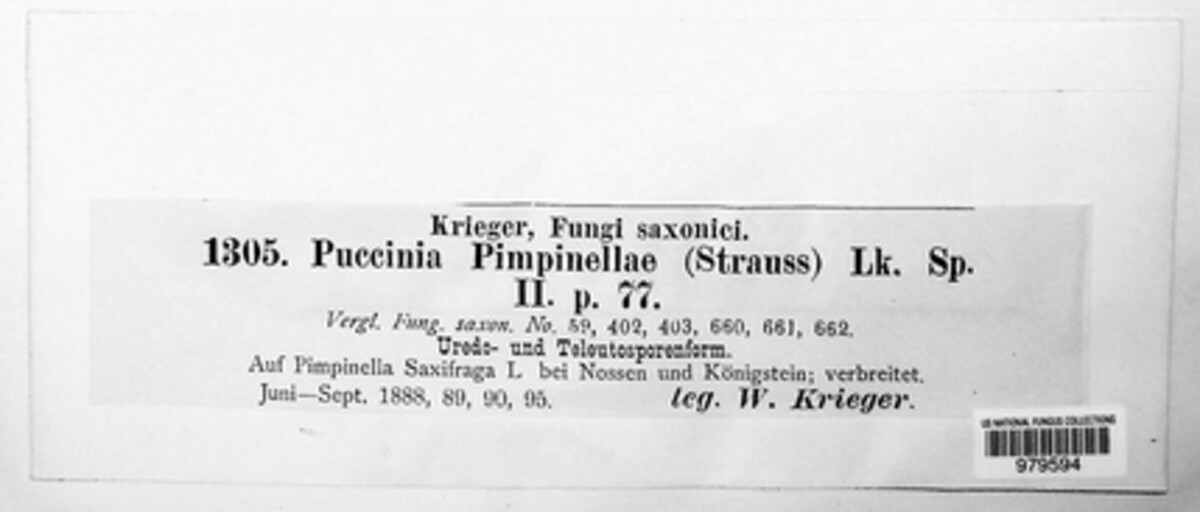 Krieger, Fungi saxonici.
1305. Puccinia Pimpinellae (Strauss) Lk. Sp.
II. p. 77.
Vergl. Fung. saxon. No. 59, 402, 403, 660, 661, 662.
Uredo- und Teleutosporenform.
Auf Pimpinella Saxifraga L. bei Nossen und Königstein; verbreitet.
Juni—Sept. 1888, 89, 90, 95. leg. W. Krieger.
US NATIONAL FUNGUS COLLECTIONS
979594